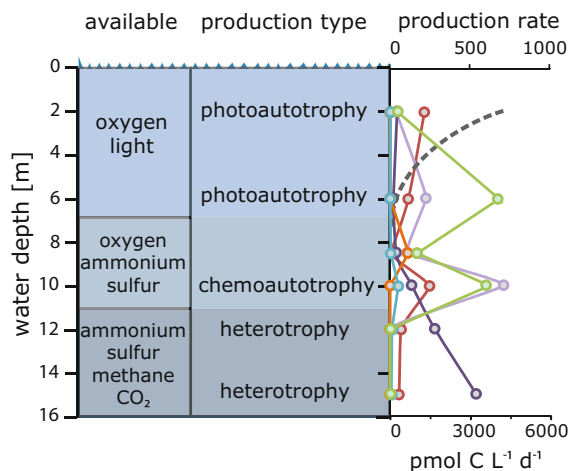 available production type production rate
0 500 1000
0
2
4
6
8
10
12
14
16
water depth [m]
oxygen
light
photoautotrophy
photoautotrophy
oxygen
ammonium
sulfur
chemoautotrophy
ammonium
sulfur
methane
CO₂
heterotrophy
heterotrophy
0 3000 6000
pmol C L⁻¹ d⁻¹